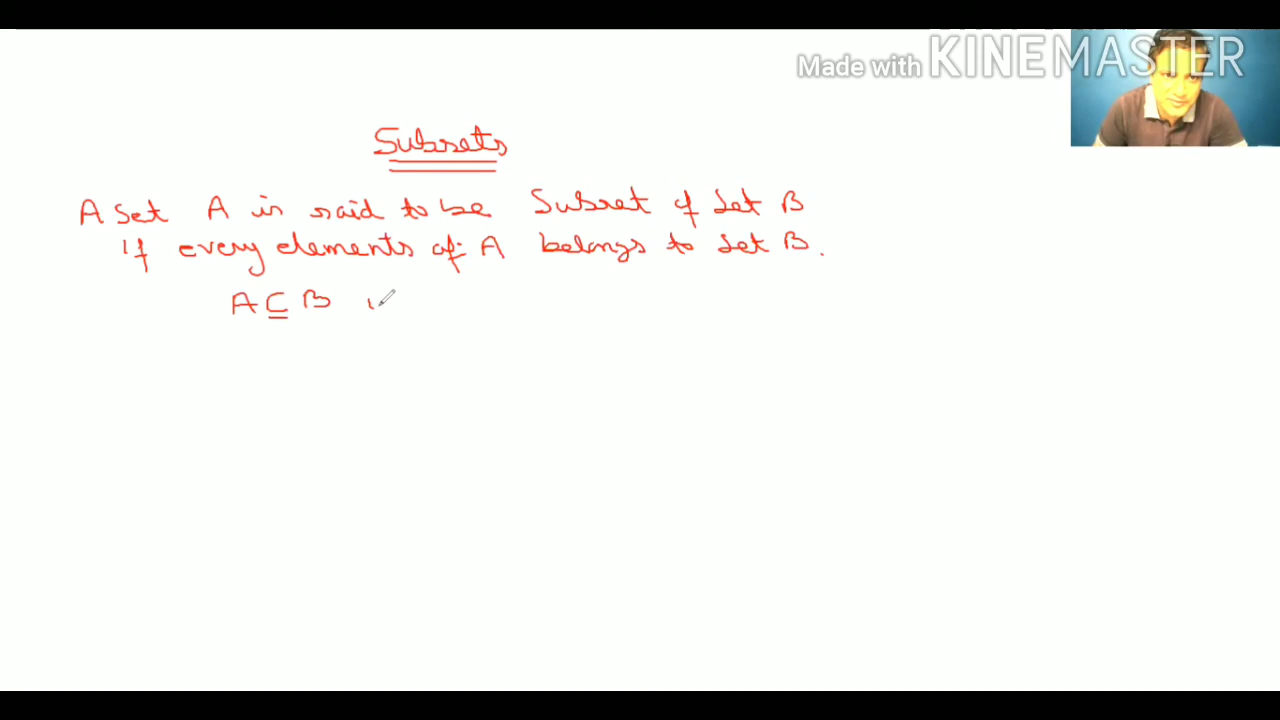 Made with KINEMASTER
Subsets
A Set A is said to be Subset of Set B
If every elements of A belongs to Set B.
A ⊆ B